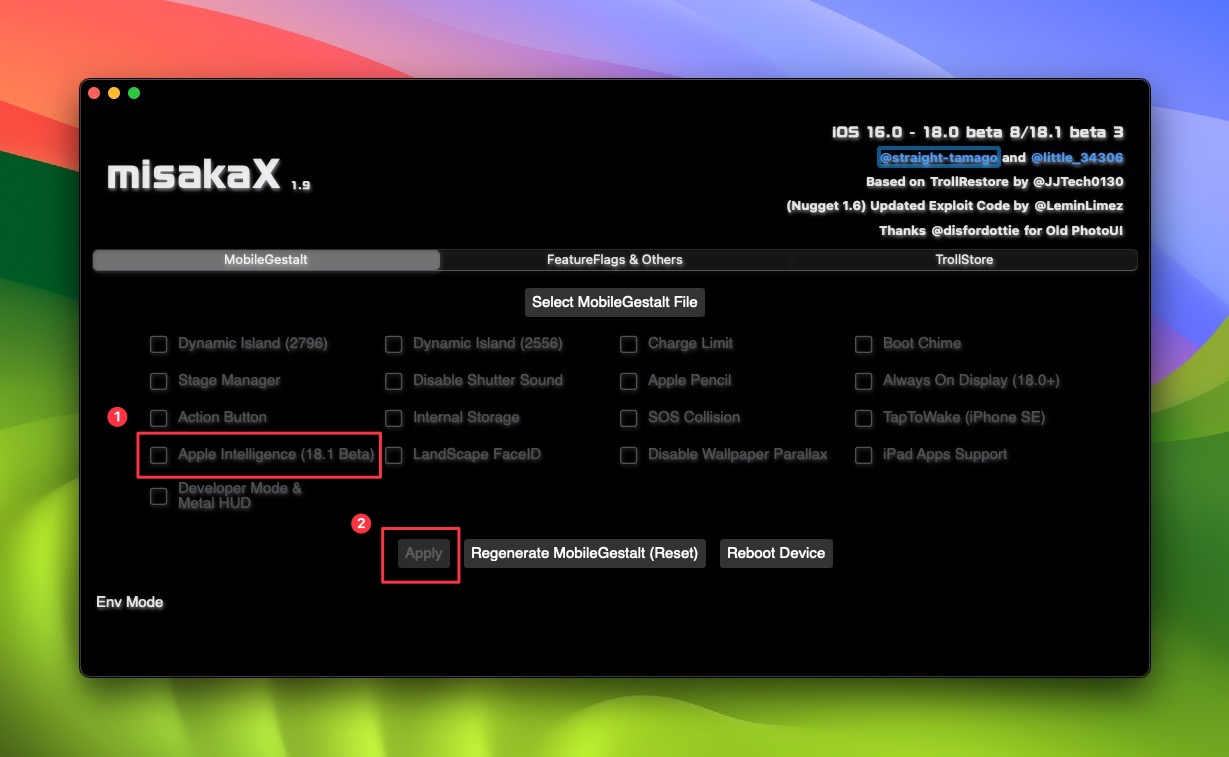 iOS 16.0 - 18.0 beta 8/18.1 beta 3
misakaX 1.9
@straight-tamago and @little_34306
Based on TrollRestore by @JJTech0130
(Nugget 1.6) Updated Exploit Code by @LeminLimez
Thanks @disfordottie for Old PhotoUI
MobileGestalt FeatureFlags & Others TrollStore
Select MobileGestalt File
Dynamic Island (2796) Dynamic Island (2556) Charge Limit Boot Chime
Stage Manager Disable Shutter Sound Apple Pencil Always On Display (18.0+)
1 Action Button Internal Storage SOS Collision TapToWake (iPhone SE)
Apple Intelligence (18.1 Beta) LandScape FaceID Disable Wallpaper Parallax iPad Apps Support
Developer Mode &
Metal HUD
2
Apply Regenerate MobileGestalt (Reset) Reboot Device
Env Mode